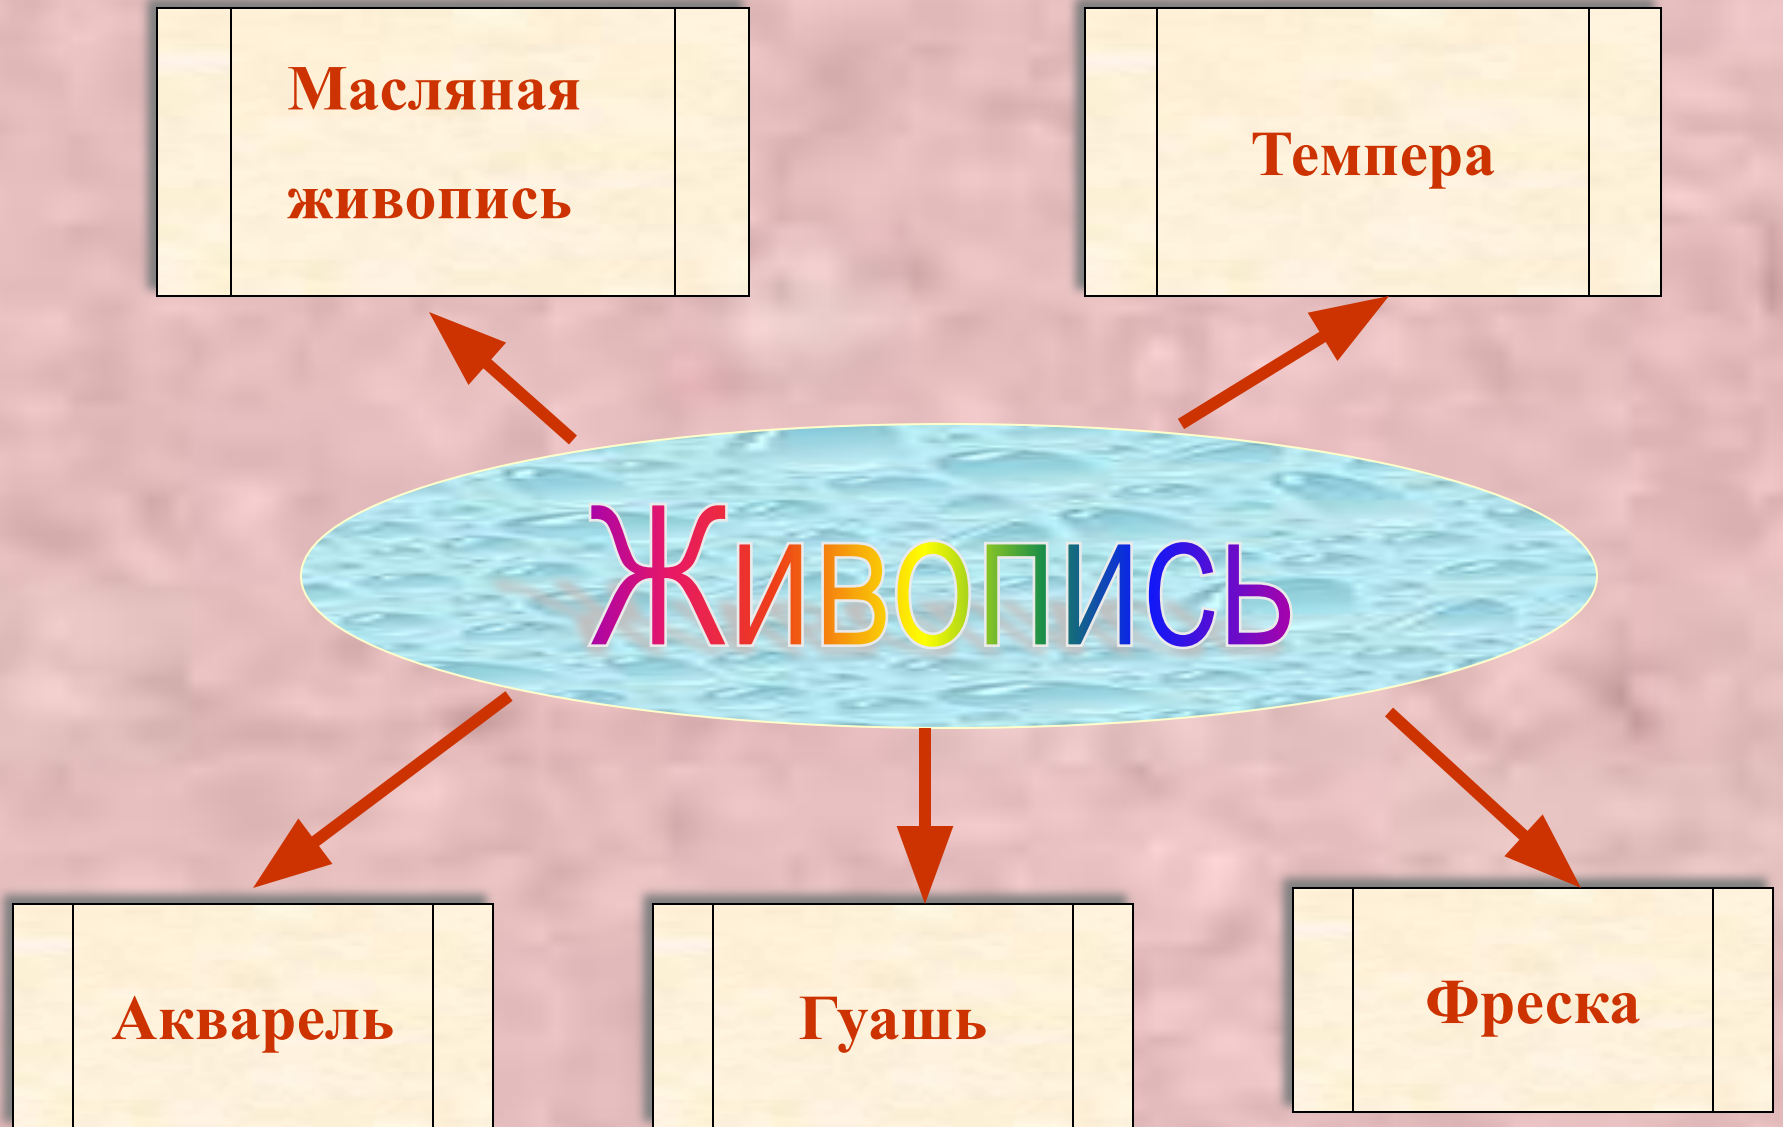 Масляная
живопись
Темпера
Живопись
Акварель
Гуашь
Фреска